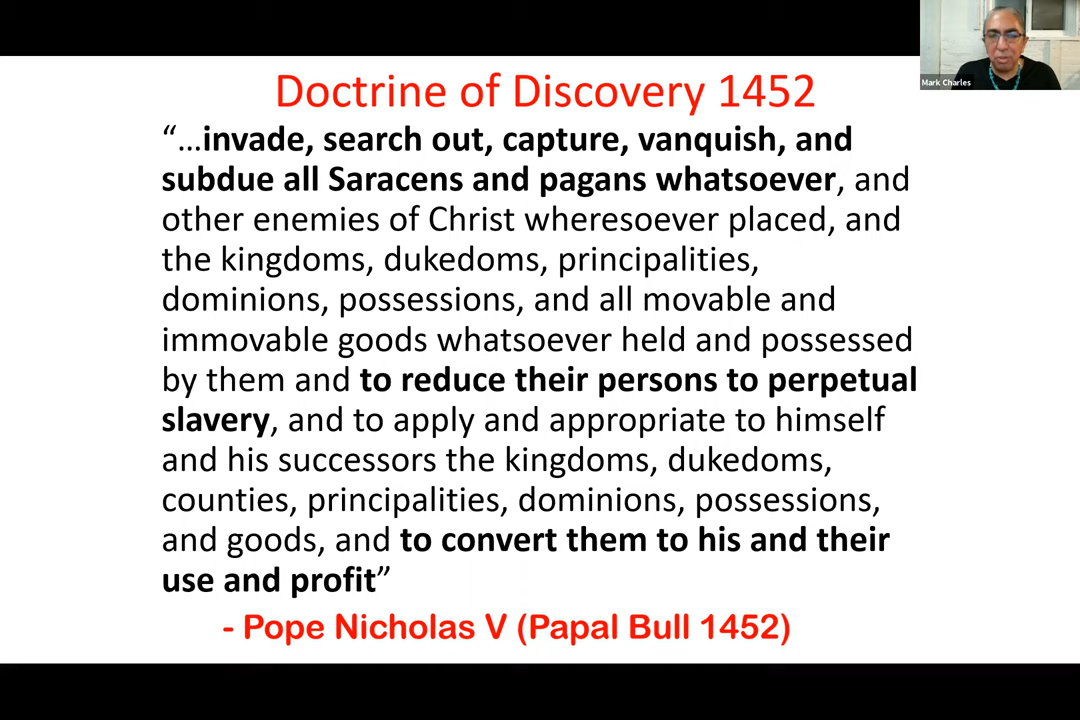 Mark Charles
Doctrine of Discovery 1452
“…invade, search out, capture, vanquish, and
subdue all Saracens and pagans whatsoever, and
other enemies of Christ wheresoever placed, and
the kingdoms, dukedoms, principalities,
dominions, possessions, and all movable and
immovable goods whatsoever held and possessed
by them and to reduce their persons to perpetual
slavery, and to apply and appropriate to himself
and his successors the kingdoms, dukedoms,
counties, principalities, dominions, possessions,
and goods, and to convert them to his and their
use and profit”
- Pope Nicholas V (Papal Bull 1452)